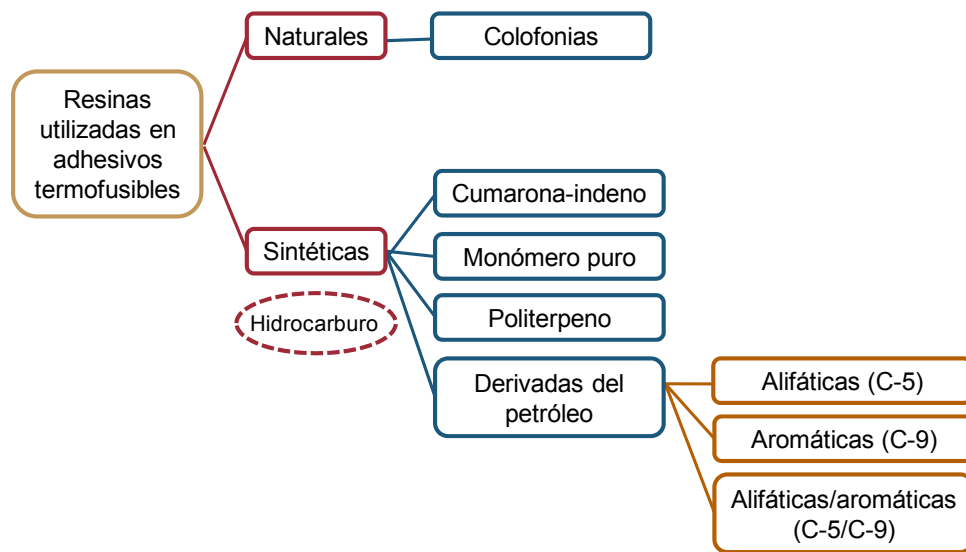 Resinas
utilizadas en
adhesivos
termofusibles
Naturales
Colofonias
Sintéticas
Hidrocarburo
Cumarona-indeno
Monómero puro
Politerpeno
Derivadas del
petróleo
Alifáticas (C-5)
Aromáticas (C-9)
Alifáticas/aromáticas
(C-5/C-9)